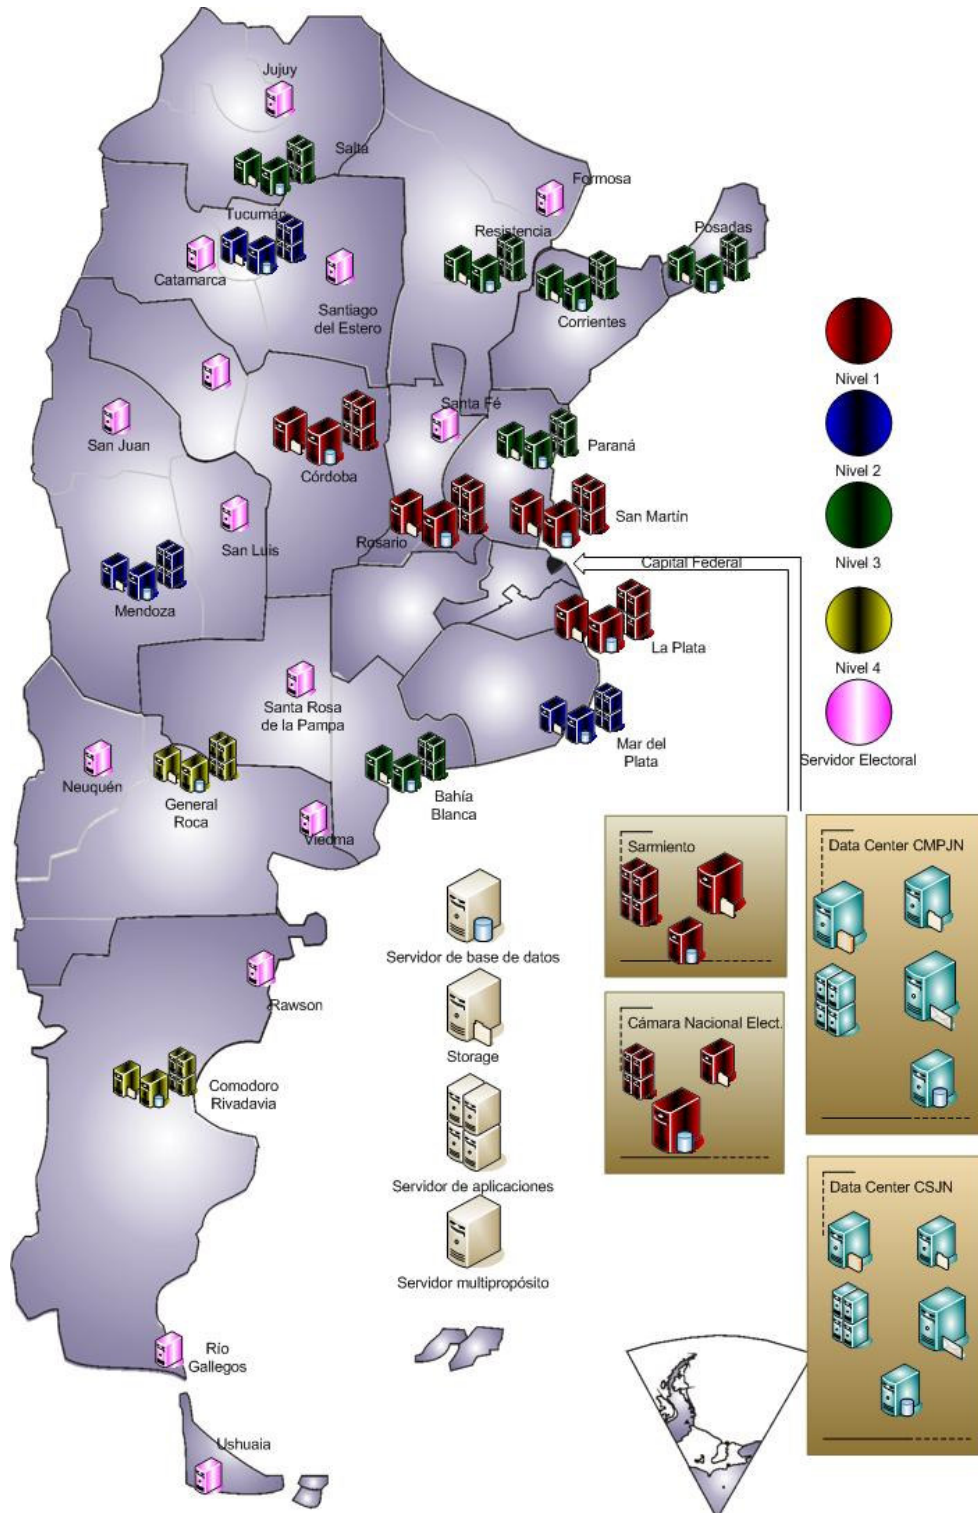 Jujuy
Salta
Formosa
Tucumán
Resistencia
Posadas
Catamarca
Santiago
del Estero
Corrientes
Nivel 1
Santa Fé
San Juan
Córdoba
Paraná
Nivel 2
San Luis
Rosario
San Martín
Capital Federal
Nivel 3
Mendoza
La Plata
Nivel 4
Santa Rosa
de la Pampa
Mar del
Plata
Servidor Electoral
Neuquén
General
Roca
Bahía
Blanca
Viedma
Sarmiento
Data Center CMPJN
Servidor de base de datos
Rawson
Cámara Nacional Elect.
Storage
Comodoro
Rivadavia
Servidor de aplicaciones
Data Center CSJN
Servidor multipropósito
Río
Gallegos
Ushuaia